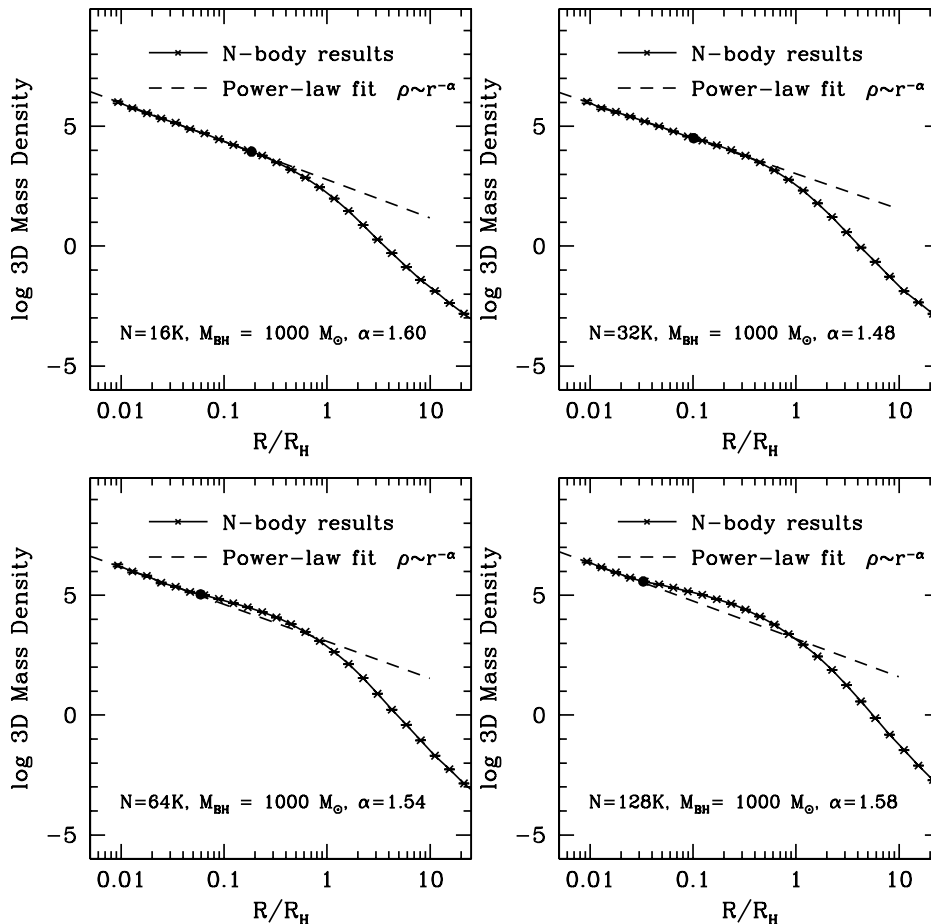 N-body results
Power-law fit ρ~r^-α
log 3D Mass Density
5
0
-5
N=16K, M_BH = 1000 M_⊙, α=1.60
0.01 0.1 1 10
R/R_H
N-body results
Power-law fit ρ~r^-α
log 3D Mass Density
5
0
-5
N=32K, M_BH = 1000 M_⊙, α=1.48
0.01 0.1 1 10
R/R_H
N-body results
Power-law fit ρ~r^-α
log 3D Mass Density
5
0
-5
N=64K, M_BH = 1000 M_⊙, α=1.54
0.01 0.1 1 10
R/R_H
N-body results
Power-law fit ρ~r^-α
log 3D Mass Density
5
0
-5
N=128K, M_BH= 1000 M_⊙, α=1.58
0.01 0.1 1 10
R/R_H